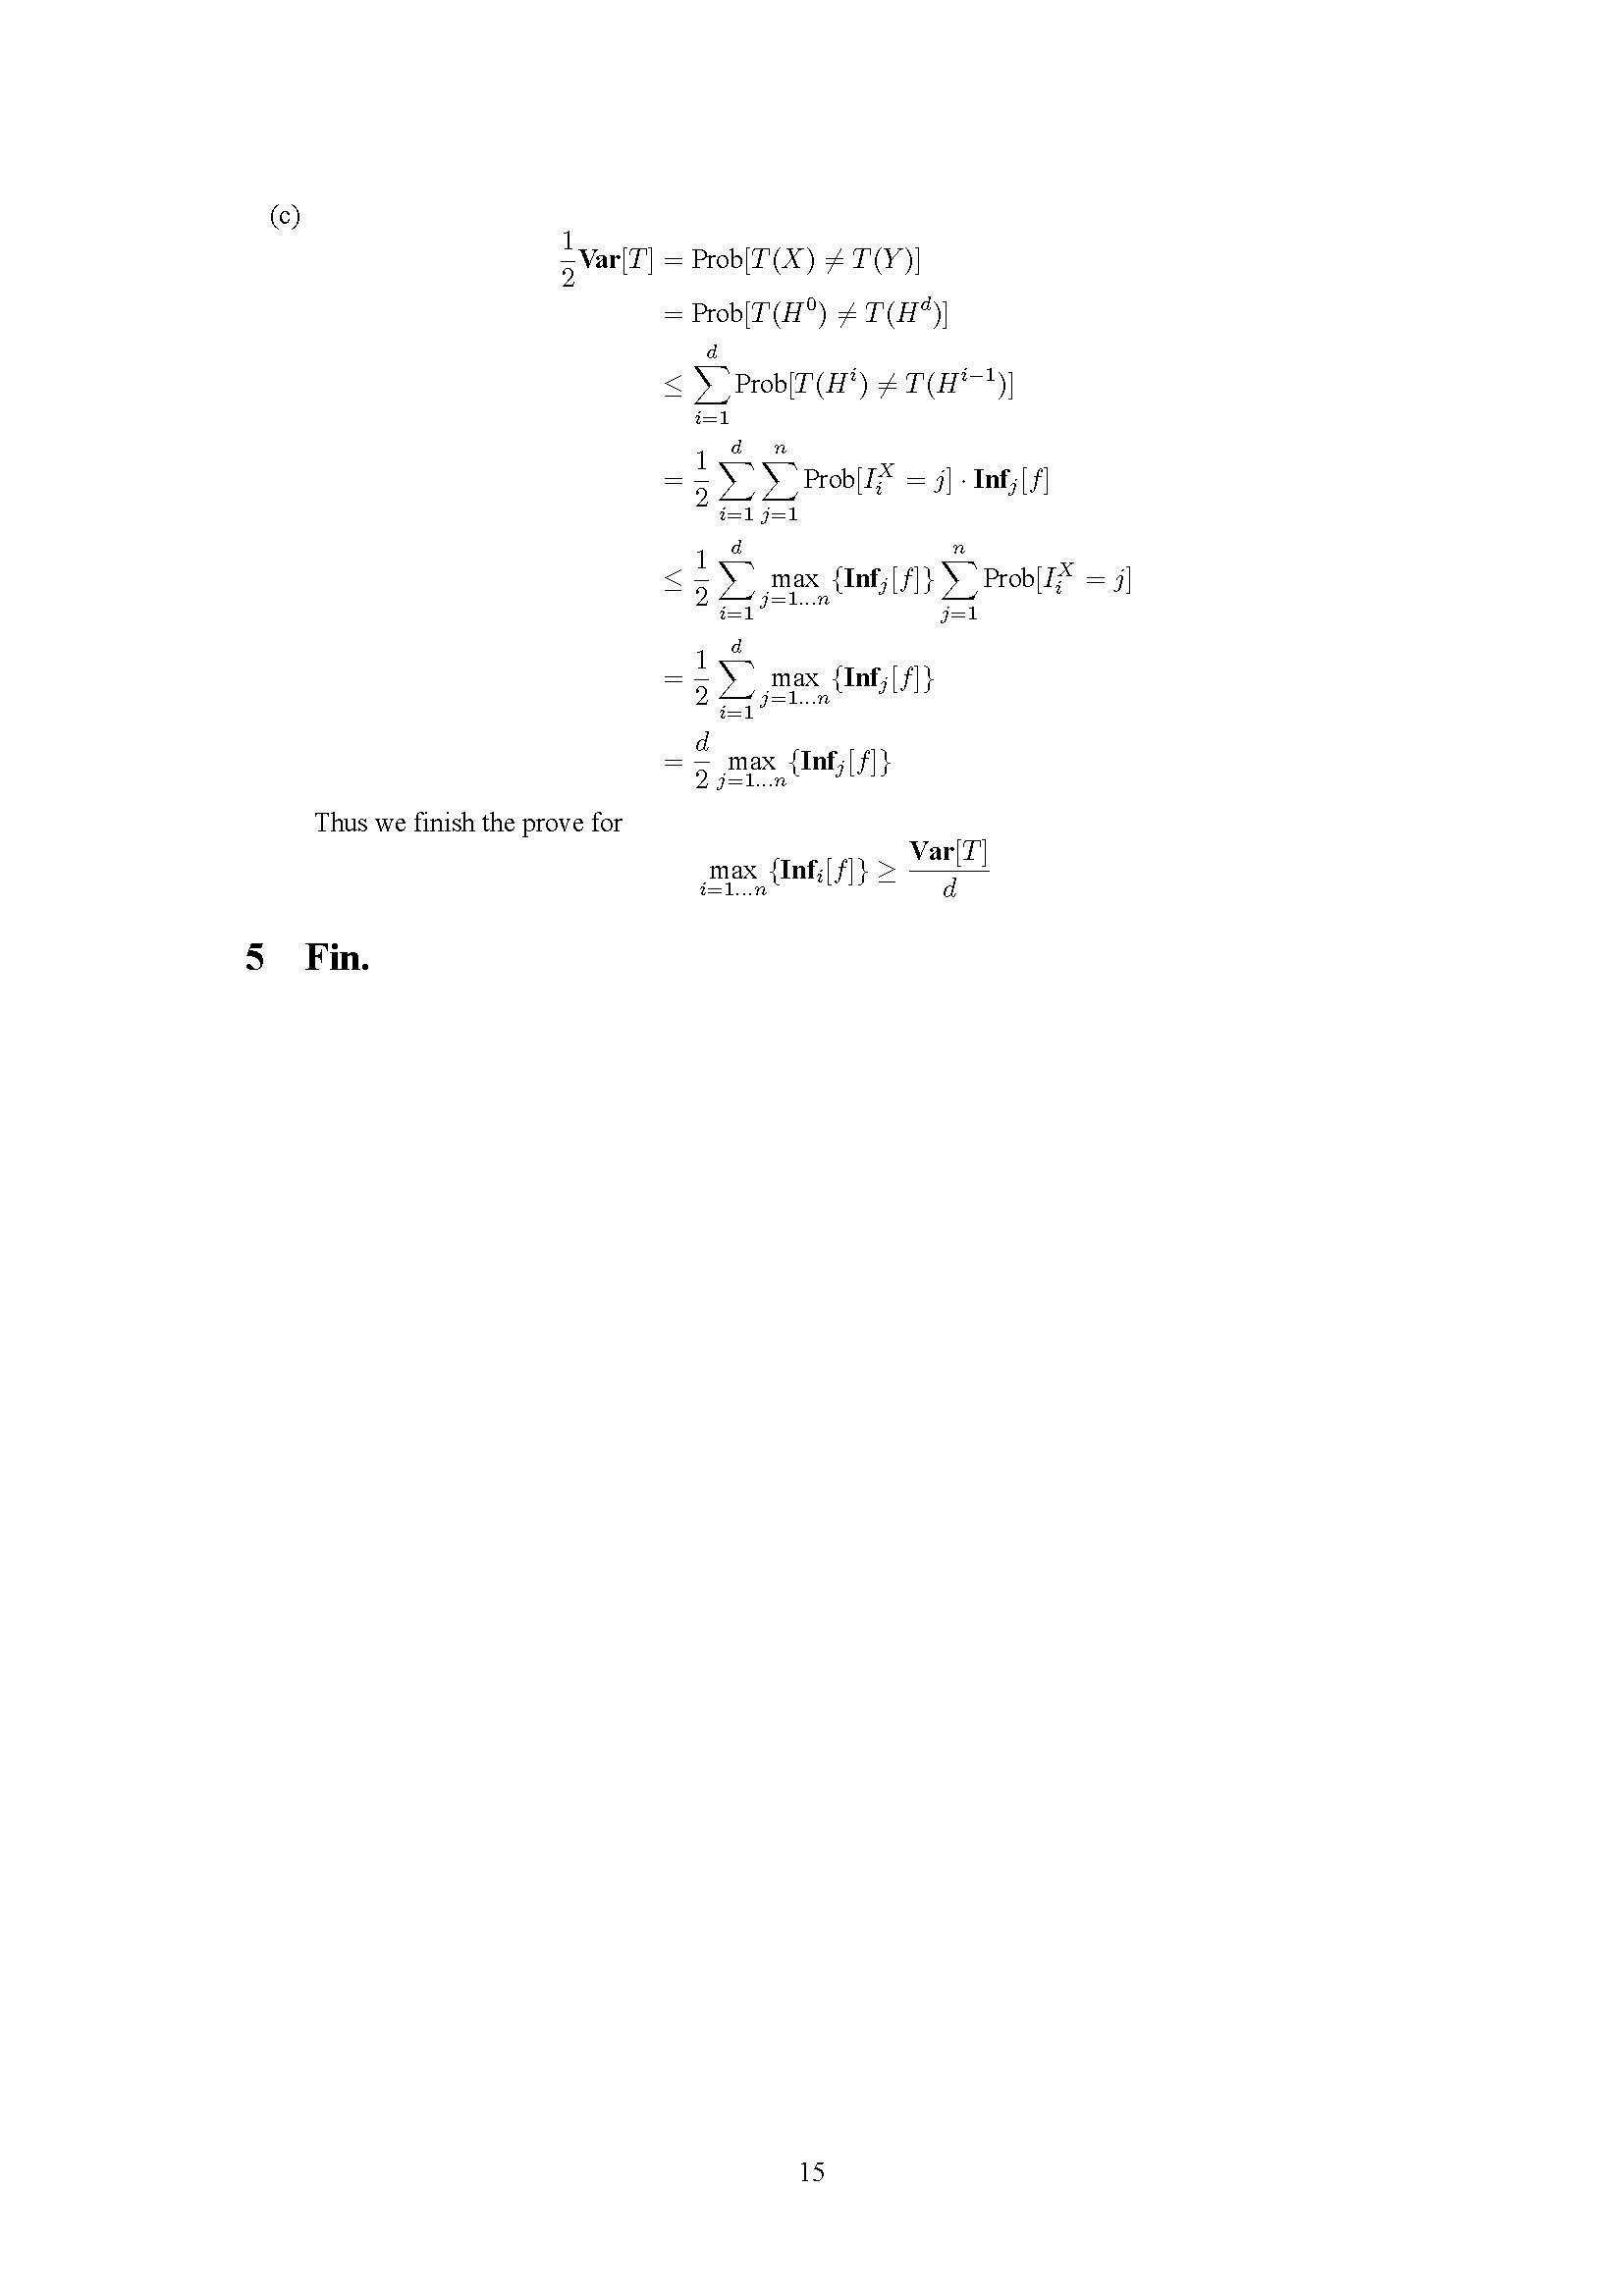 (c)
$$\frac{1}{2}\mathbf{Var}[T] = \text{Prob}[T(X) \neq T(Y)]$$
$$= \text{Prob}[T(H^0) \neq T(H^d)]$$
$$\leq \sum_{i=1}^{d} \text{Prob}[T(H^i) \neq T(H^{i-1})]$$
$$= \frac{1}{2} \sum_{i=1}^{d} \sum_{j=1}^{n} \text{Prob}[I_i^X = j] \cdot \mathbf{Inf}_j[f]$$
$$\leq \frac{1}{2} \sum_{i=1}^{d} \max_{j=1 \ldots n} \{\mathbf{Inf}_j[f]\} \sum_{j=1}^{n} \text{Prob}[I_i^X = j]$$
$$= \frac{1}{2} \sum_{i=1}^{d} \max_{j=1 \ldots n} \{\mathbf{Inf}_j[f]\}$$
$$= \frac{d}{2} \max_{j=1 \ldots n} \{\mathbf{Inf}_j[f]\}$$
Thus we finish the prove for
$$\max_{i=1 \ldots n} \{\mathbf{Inf}_i[f]\} \geq \frac{\mathbf{Var}[T]}{d}$$
5 Fin.
15